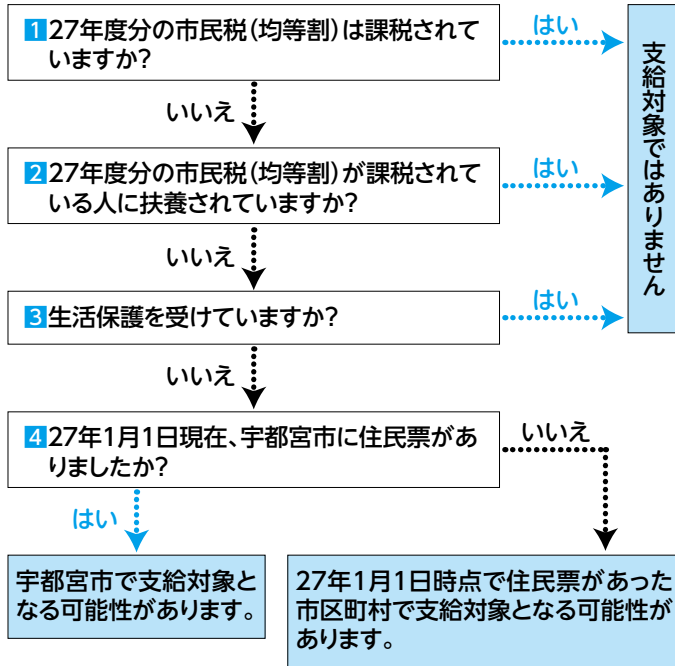 1 27年度分の市民税(均等割)は課税されて
いますか?
はい
いいえ
2 27年度分の市民税(均等割)が課税されて
いる人に扶養されていますか?
はい
いいえ
3 生活保護を受けていますか?
はい
いいえ
支給対象ではありません
4 27年1月1日現在、宇都宮市に住民票があ
りましたか?
いいえ
はい
宇都宮市で支給対象と
なる可能性があります。
27年1月1日時点で住民票があった
市区町村で支給対象となる可能性が
あります。